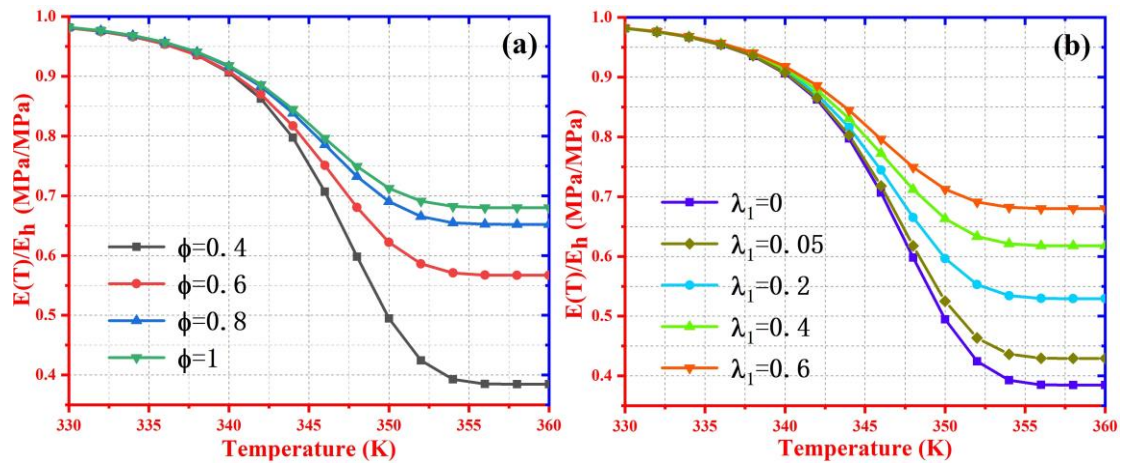 (a)
E(T)/E_h (MPa/MPa)
1.0
0.9
0.8
0.7
0.6
0.5
0.4
ϕ=0.4
ϕ=0.6
ϕ=0.8
ϕ=1
330 335 340 345 350 355 360
Temperature (K)
(b)
E(T)/E_h (MPa/MPa)
1.0
0.9
0.8
0.7
0.6
0.5
0.4
λ₁=0
λ₁=0.05
λ₁=0.2
λ₁=0.4
λ₁=0.6
330 335 340 345 350 355 360
Temperature (K)